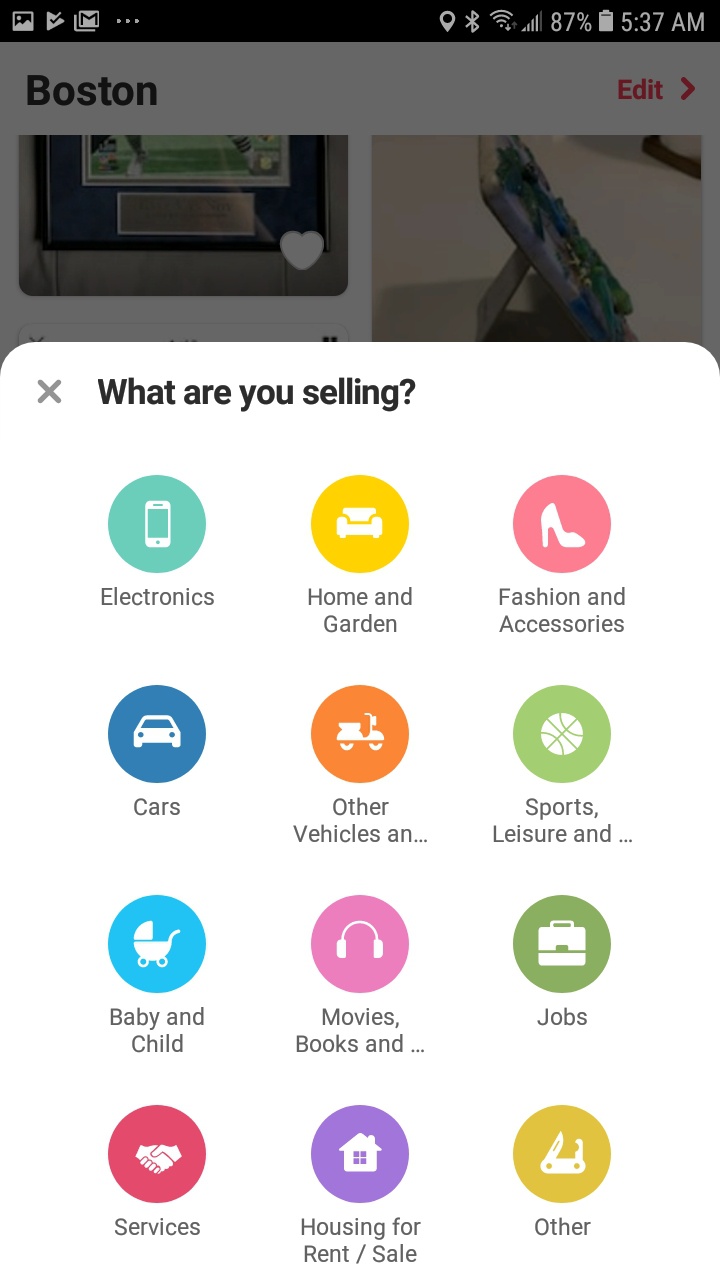 87% 5:37 AM
Boston
Edit
What are you selling?
Electronics
Home and
Garden
Fashion and
Accessories
Cars
Other
Vehicles an...
Sports,
Leisure and ...
Baby and
Child
Movies,
Books and ...
Jobs
Services
Housing for
Rent / Sale
Other